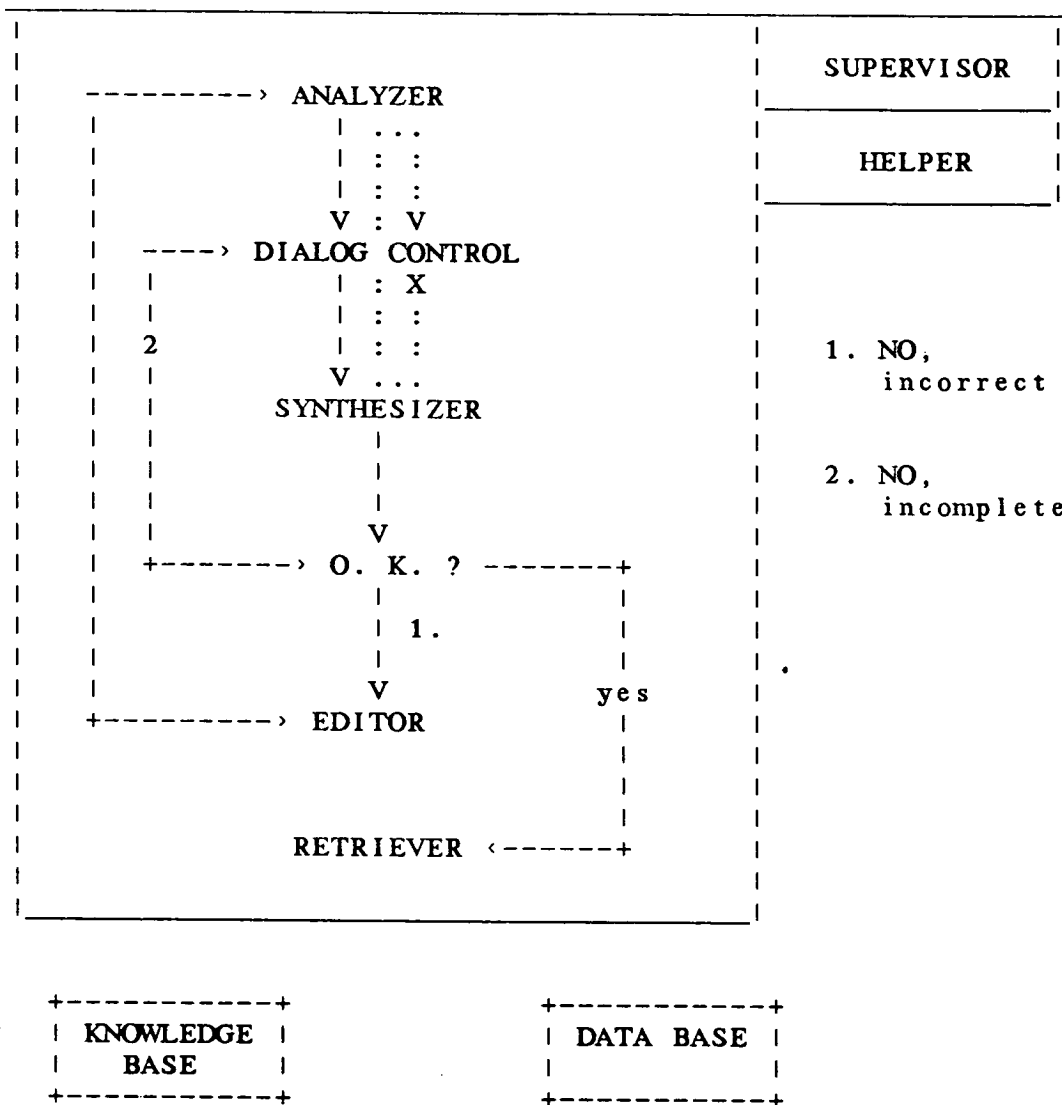 SUPERVISOR
ANALYZER
HELPER
DIALOG CONTROL
X
2
1. NO,
incorrect
SYNTHESIZER
2. NO,
incomplete
O. K. ?
1.
yes
EDITOR
RETRIEVER
KNOWLEDGE
BASE
DATA BASE